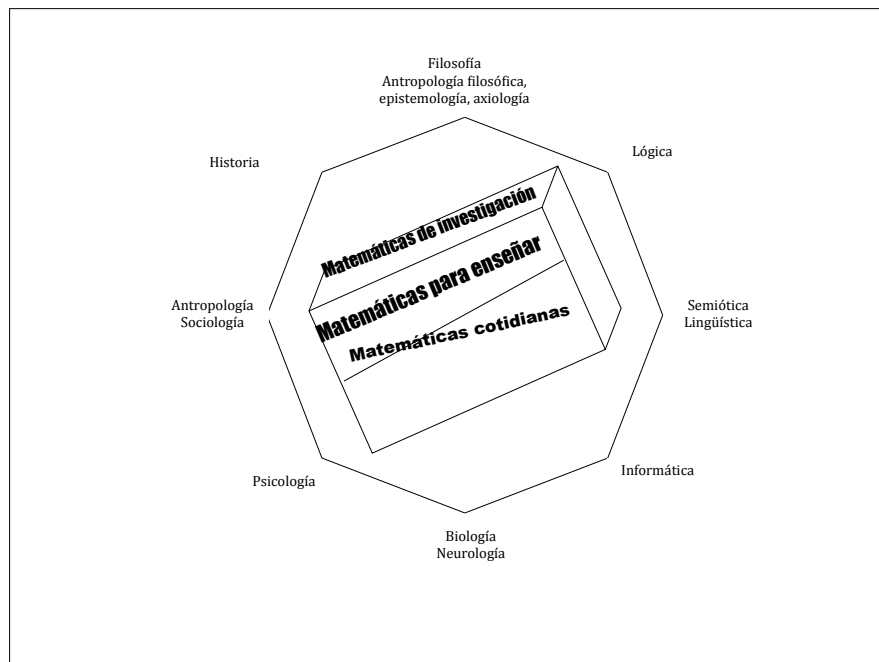 Filosofía
Antropología filosófica,
epistemología, axiología
Historia
Lógica
Matemáticas de investigación
Matemáticas para enseñar
Antropología
Sociología
Semiótica
Lingüística
Matemáticas cotidianas
Psicología
Informática
Biología
Neurología